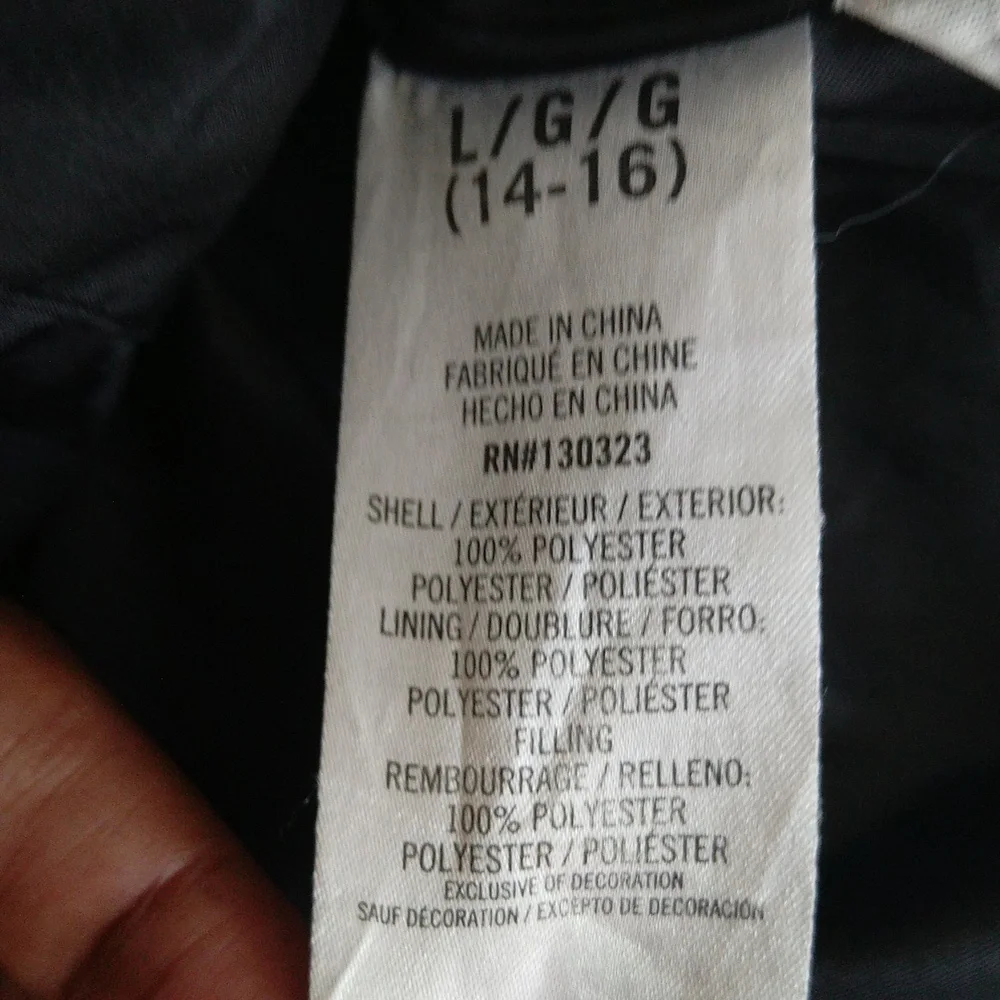 L/G/G
(14-16)
MADE IN CHINA
FABRIQUÉ EN CHINE
HECHO EN CHINA
RN#130323
SHELL / EXTÉRIEUR / EXTERIOR:
100% POLYESTER
POLYESTER / POLIÉSTER
LINING / DOUBLURE / FORRO:
100% POLYESTER
POLYESTER / POLIÉSTER
FILLING
REMBOURRAGE / RELLENO:
100% POLYESTER
POLYESTER / POLIÉSTER
EXCLUSIVE OF DECORATION
SAUF DÉCORATION / EXCEPTO DE DECORACIÓN